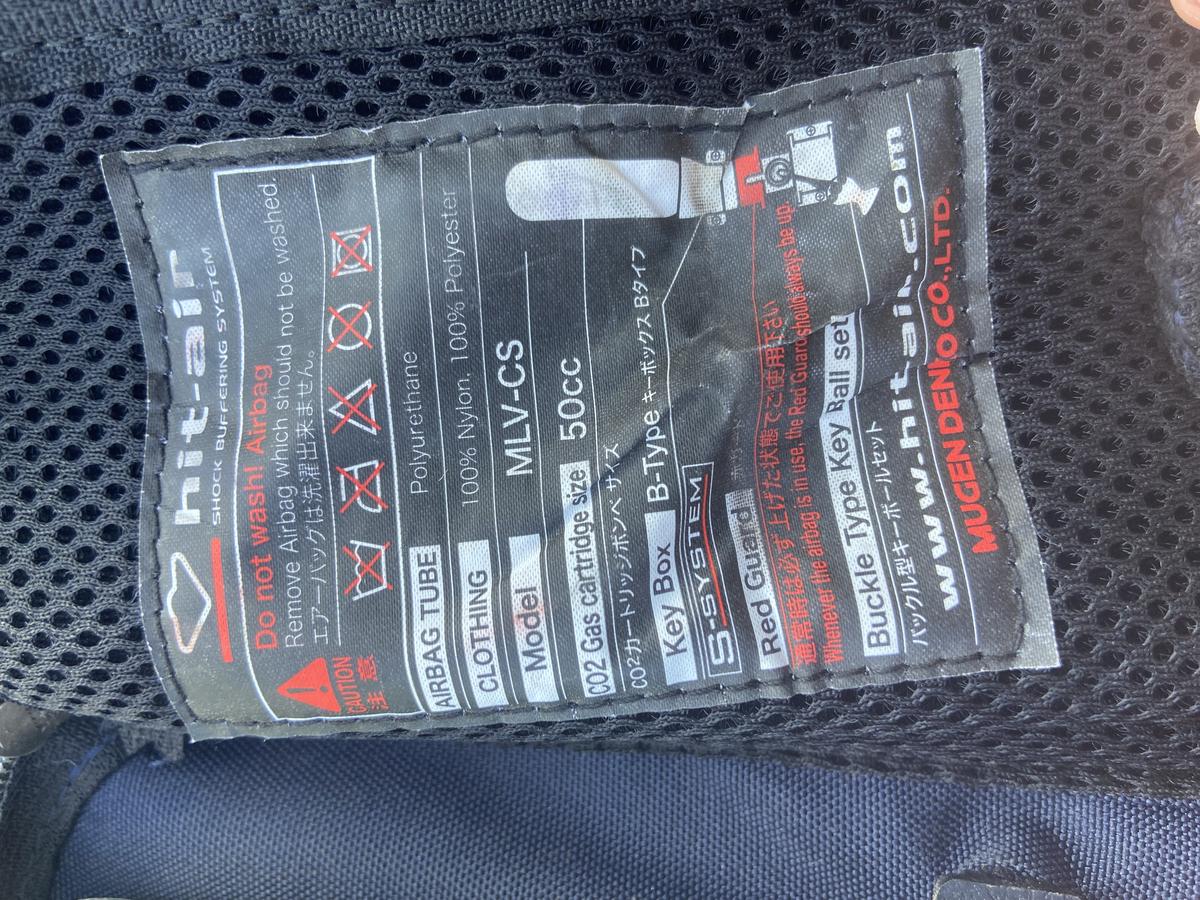 hit-air
SHOCK BUFFERING SYSTEM
CAUTION
注意
Do not wash! Airbag
Remove Airbag which should not be washed.
エアーバッグは洗濯出来ません。
AIRBAG TUBE Polyurethane
CLOTHING 100% Nylon, 100% Polyester
Model MLV-CS
CO2 Gas cartridge size 50cc
CO2カートリッジボンベ サイズ
Key Box B-Type キーボックス Bタイプ
S-SYSTEM
Red Guard
通常時は必ず上げた状態でご使用下さい
Whenever the airbag is in use, the Red Guard should always be up.
Buckle Type Key Ball set
バックル型キーボールセット
www.hit-air.com
MUGEN DENKO CO.,LTD.